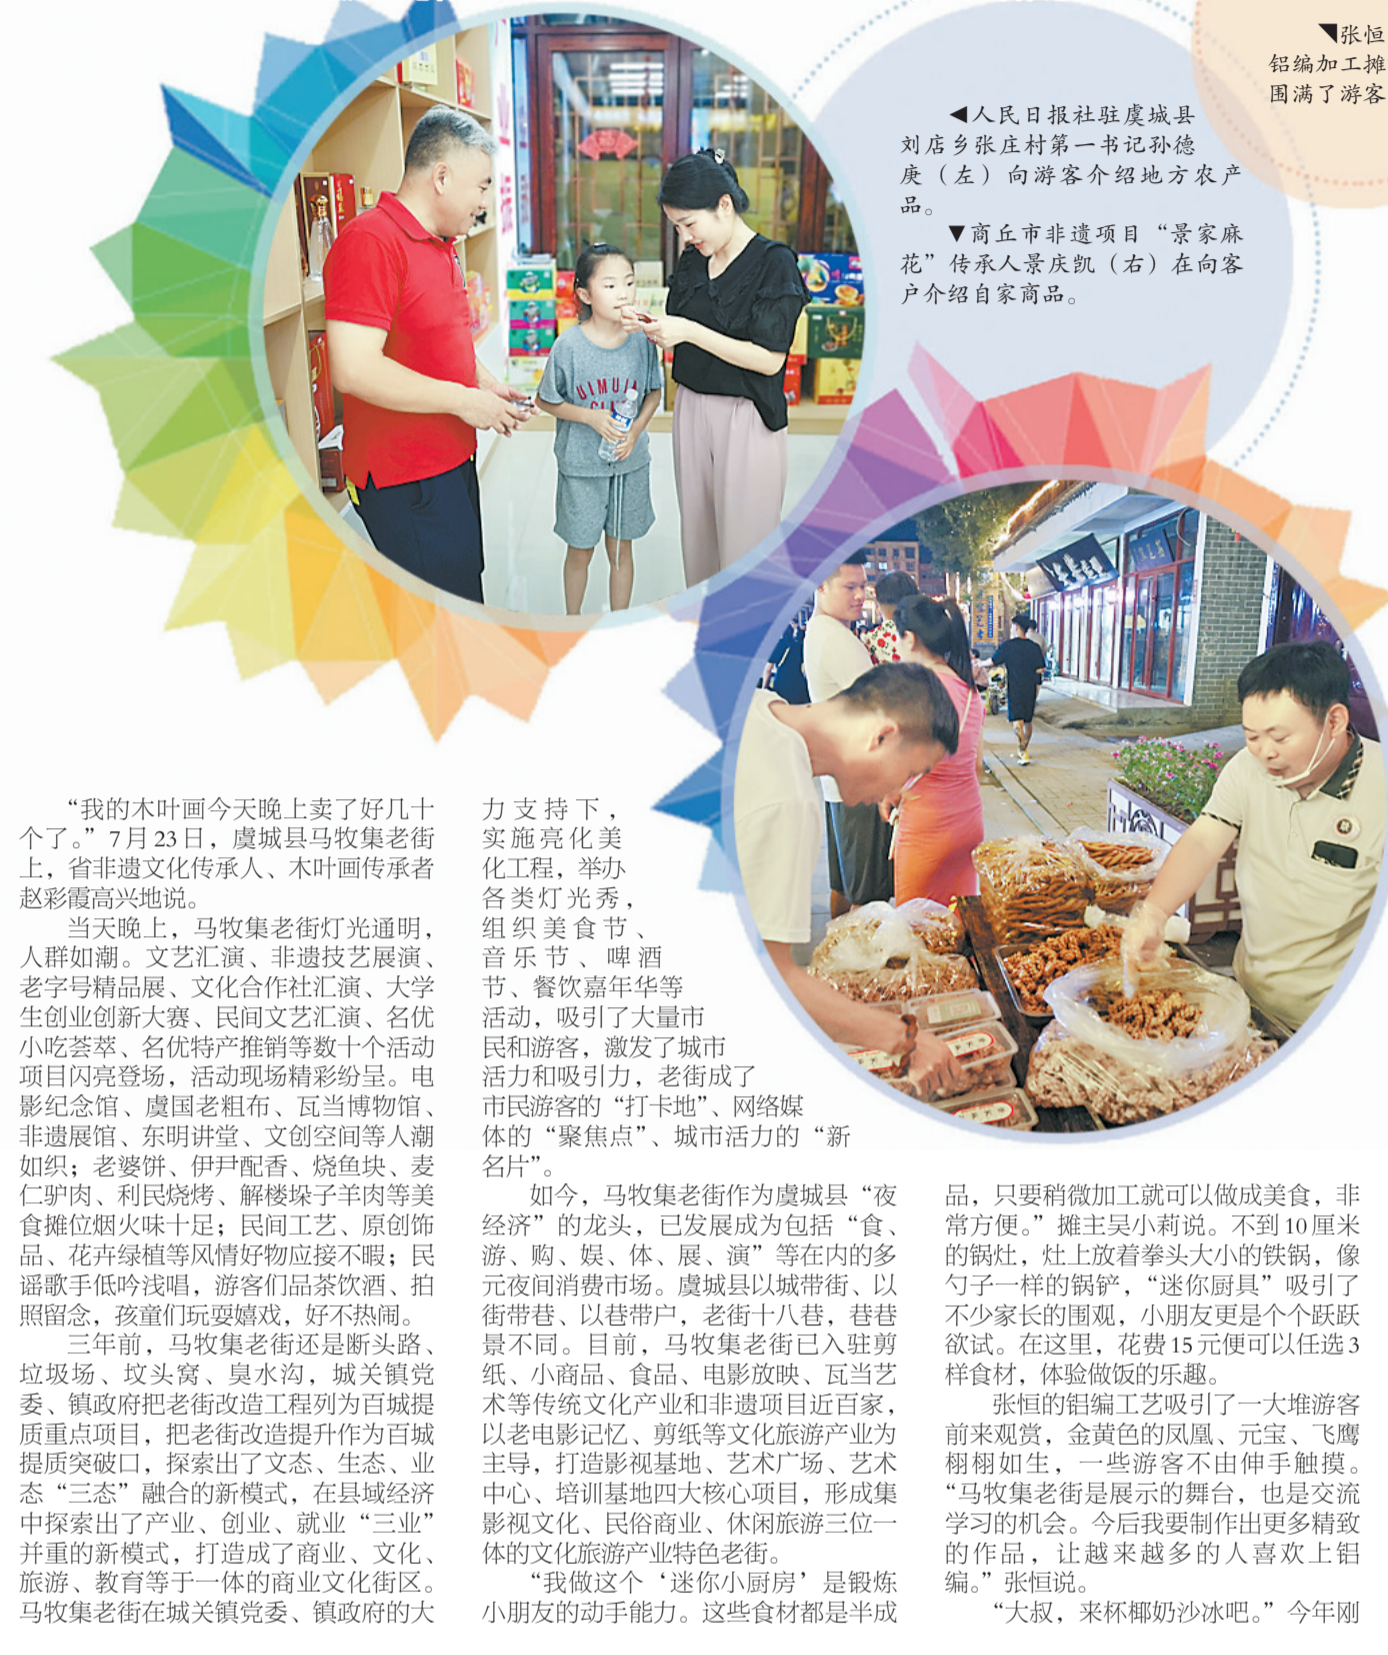 ◥张恒
铝编加工摊
围满了游客
◀人民日报社驻虞城县
刘店乡张庄村第一书记孙德
庚（左）向游客介绍地方农产
品。
▼商丘市非遗项目“景家麻
花”传承人景庆凯（右）在向客
户介绍自家商品。
“我的木叶画今天晚上卖了好几十
个了。”7月23日，虞城县马牧集老街
上，省非遗文化传承人、木叶画传承者
赵彩霞高兴地说。
当天晚上，马牧集老街灯光通明，
人群如潮。文艺汇演、非遗技艺展演、
老字号精品展、文化合作社汇演、大学
生创业创新大赛、民间文艺汇演、名优
小吃荟萃、名优特产推销等数十个活动
项目闪亮登场，活动现场精彩纷呈。电
影纪念馆、虞国老粗布、瓦当博物馆、
非遗展馆、东明讲堂、文创空间等人潮
如织；老婆饼、伊尹配香、烧鱼块、麦
仁驴肉、利民烧烤、解楼垛子羊肉等美
食摊位烟火味十足；民间工艺、原创饰
品、花卉绿植等风情好物应接不暇；民
谣歌手低吟浅唱，游客们品茶饮酒、拍
照留念，孩童们玩耍嬉戏，好不热闹。
三年前，马牧集老街还是断头路、
垃圾场、坟头窝、臭水沟，城关镇党
委、镇政府把老街改造工程列为百城提
质重点项目，把老街改造提升作为百城
提质突破口，探索出了文态、生态、业
态“三态”融合的新模式，在县域经济
中探索出了产业、创业、就业“三业”
并重的新模式，打造成了商业、文化、
旅游、教育等于一体的商业文化街区。
马牧集老街在城关镇党委、镇政府的大
力支持下，
实施亮化美
化工程，举办
各类灯光秀，
组织美食节、
音乐节、啤酒
节、餐饮嘉年华等
活动，吸引了大量市
民和游客，激发了城市
活力和吸引力，老街成了
市民游客的“打卡地”、网络媒
体的“聚焦点”、城市活力的“新
名片”。
如今，马牧集老街作为虞城县“夜
经济”的龙头，已发展成为包括“食、
游、购、娱、体、展、演”等在内的多
元夜间消费市场。虞城县以城带街、以
街带巷、以巷带户，老街十八巷，巷巷
景不同。目前，马牧集老街已入驻剪
纸、小商品、食品、电影放映、瓦当艺
术等传统文化产业和非遗项目近百家，
以老电影记忆、剪纸等文化旅游产业为
主导，打造影视基地、艺术广场、艺术
中心、培训基地四大核心项目，形成集
影视文化、民俗商业、休闲旅游三位一
体的文化旅游产业特色老街。
“我做这个‘迷你小厨房’是锻炼
小朋友的动手能力。这些食材都是半成
品，只要稍微加工就可以做成美食，非
常方便。”摊主吴小莉说。不到10厘米
的锅灶，灶上放着拳头大小的铁锅，像
勺子一样的锅铲，“迷你厨具”吸引了
不少家长的围观，小朋友更是个个跃跃
欲试。在这里，花费15元便可以任选3
样食材，体验做饭的乐趣。
张恒的铝编工艺吸引了一大堆游客
前来观赏，金黄色的凤凰、元宝、飞鹰
栩栩如生，一些游客不由伸手触摸。
“马牧集老街是展示的舞台，也是交流
学习的机会。今后我要制作出更多精致
的作品，让越来越多的人喜欢上铝
编。”张恒说。
“大叔，来杯椰奶沙冰吧。”今年刚